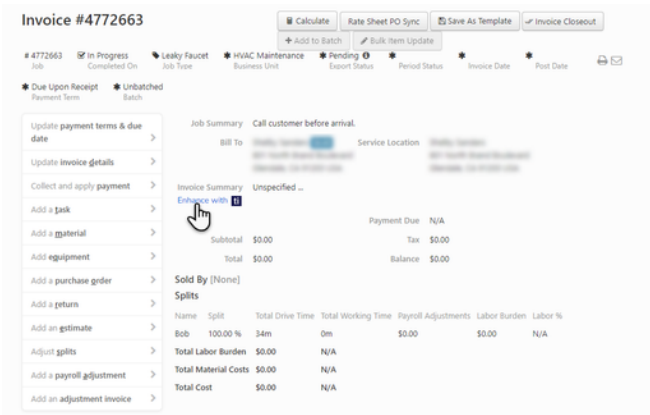 Invoice #4772663
Calculate
Rate Sheet PO Sync
Save As Template
Invoice Closeout
+ Add to Batch
Bulk Item Update
# 4772663
Job
In Progress
Completed On
Leaky Faucet
Job Type
HVAC Maintenance
Business Unit
Pending
Export Status
Period Status
Invoice Date
Post Date
Due Upon Receipt
Payment Term
Unbatched
Batch
Update payment terms & due
date
Update invoice details
Collect and apply payment
Add a task
Add a material
Add equipment
Add a purchase order
Add a return
Add an estimate
Adjust splits
Add a payroll adjustment
Add an adjustment invoice
Job Summary Call customer before arrival.
Bill To
Service Location
Invoice Summary Unspecified ...
Enhance with ti
Payment Due N/A
Subtotal $0.00 Tax $0.00
Total $0.00 Balance $0.00
Sold By [None]
Splits
Name Split Total Drive Time Total Working Time Payroll Adjustments Labor Burden Labor %
Bob 100.00 % 34m 0m $0.00 $0.00 N/A
Total Labor Burden $0.00 N/A
Total Material Costs $0.00 N/A
Total Cost $0.00 N/A